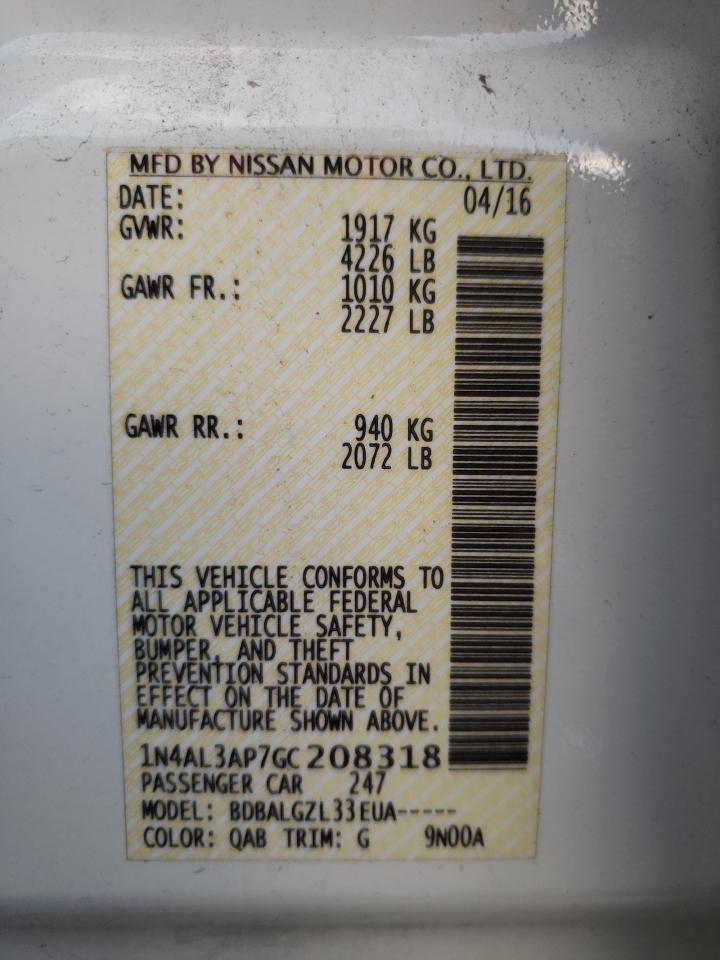 MFD BY NISSAN MOTOR CO., LTD.
DATE: 04/16
GVWR: 1917 KG
4226 LB
GAWR FR.: 1010 KG
2227 LB
GAWR RR.: 940 KG
2072 LB
THIS VEHICLE CONFORMS TO
ALL APPLICABLE FEDERAL
MOTOR VEHICLE SAFETY,
BUMPER, AND THEFT
PREVENTION STANDARDS IN
EFFECT ON THE DATE OF
MANUFACTURE SHOWN ABOVE.
1N4AL3AP7GC208318
PASSENGER CAR 247
MODEL: BDBALGZL33EUA-----
COLOR: QAB TRIM: G 9N00A